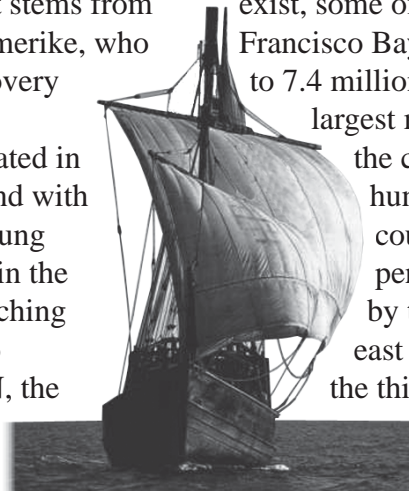 t stems from
merike, who
overy
ated in
nd with
ung
in the
ching
, the
exist, some o
Francisco Bay
to 7.4 million
largest
the c
hu
cou
per
by t
east
the thi